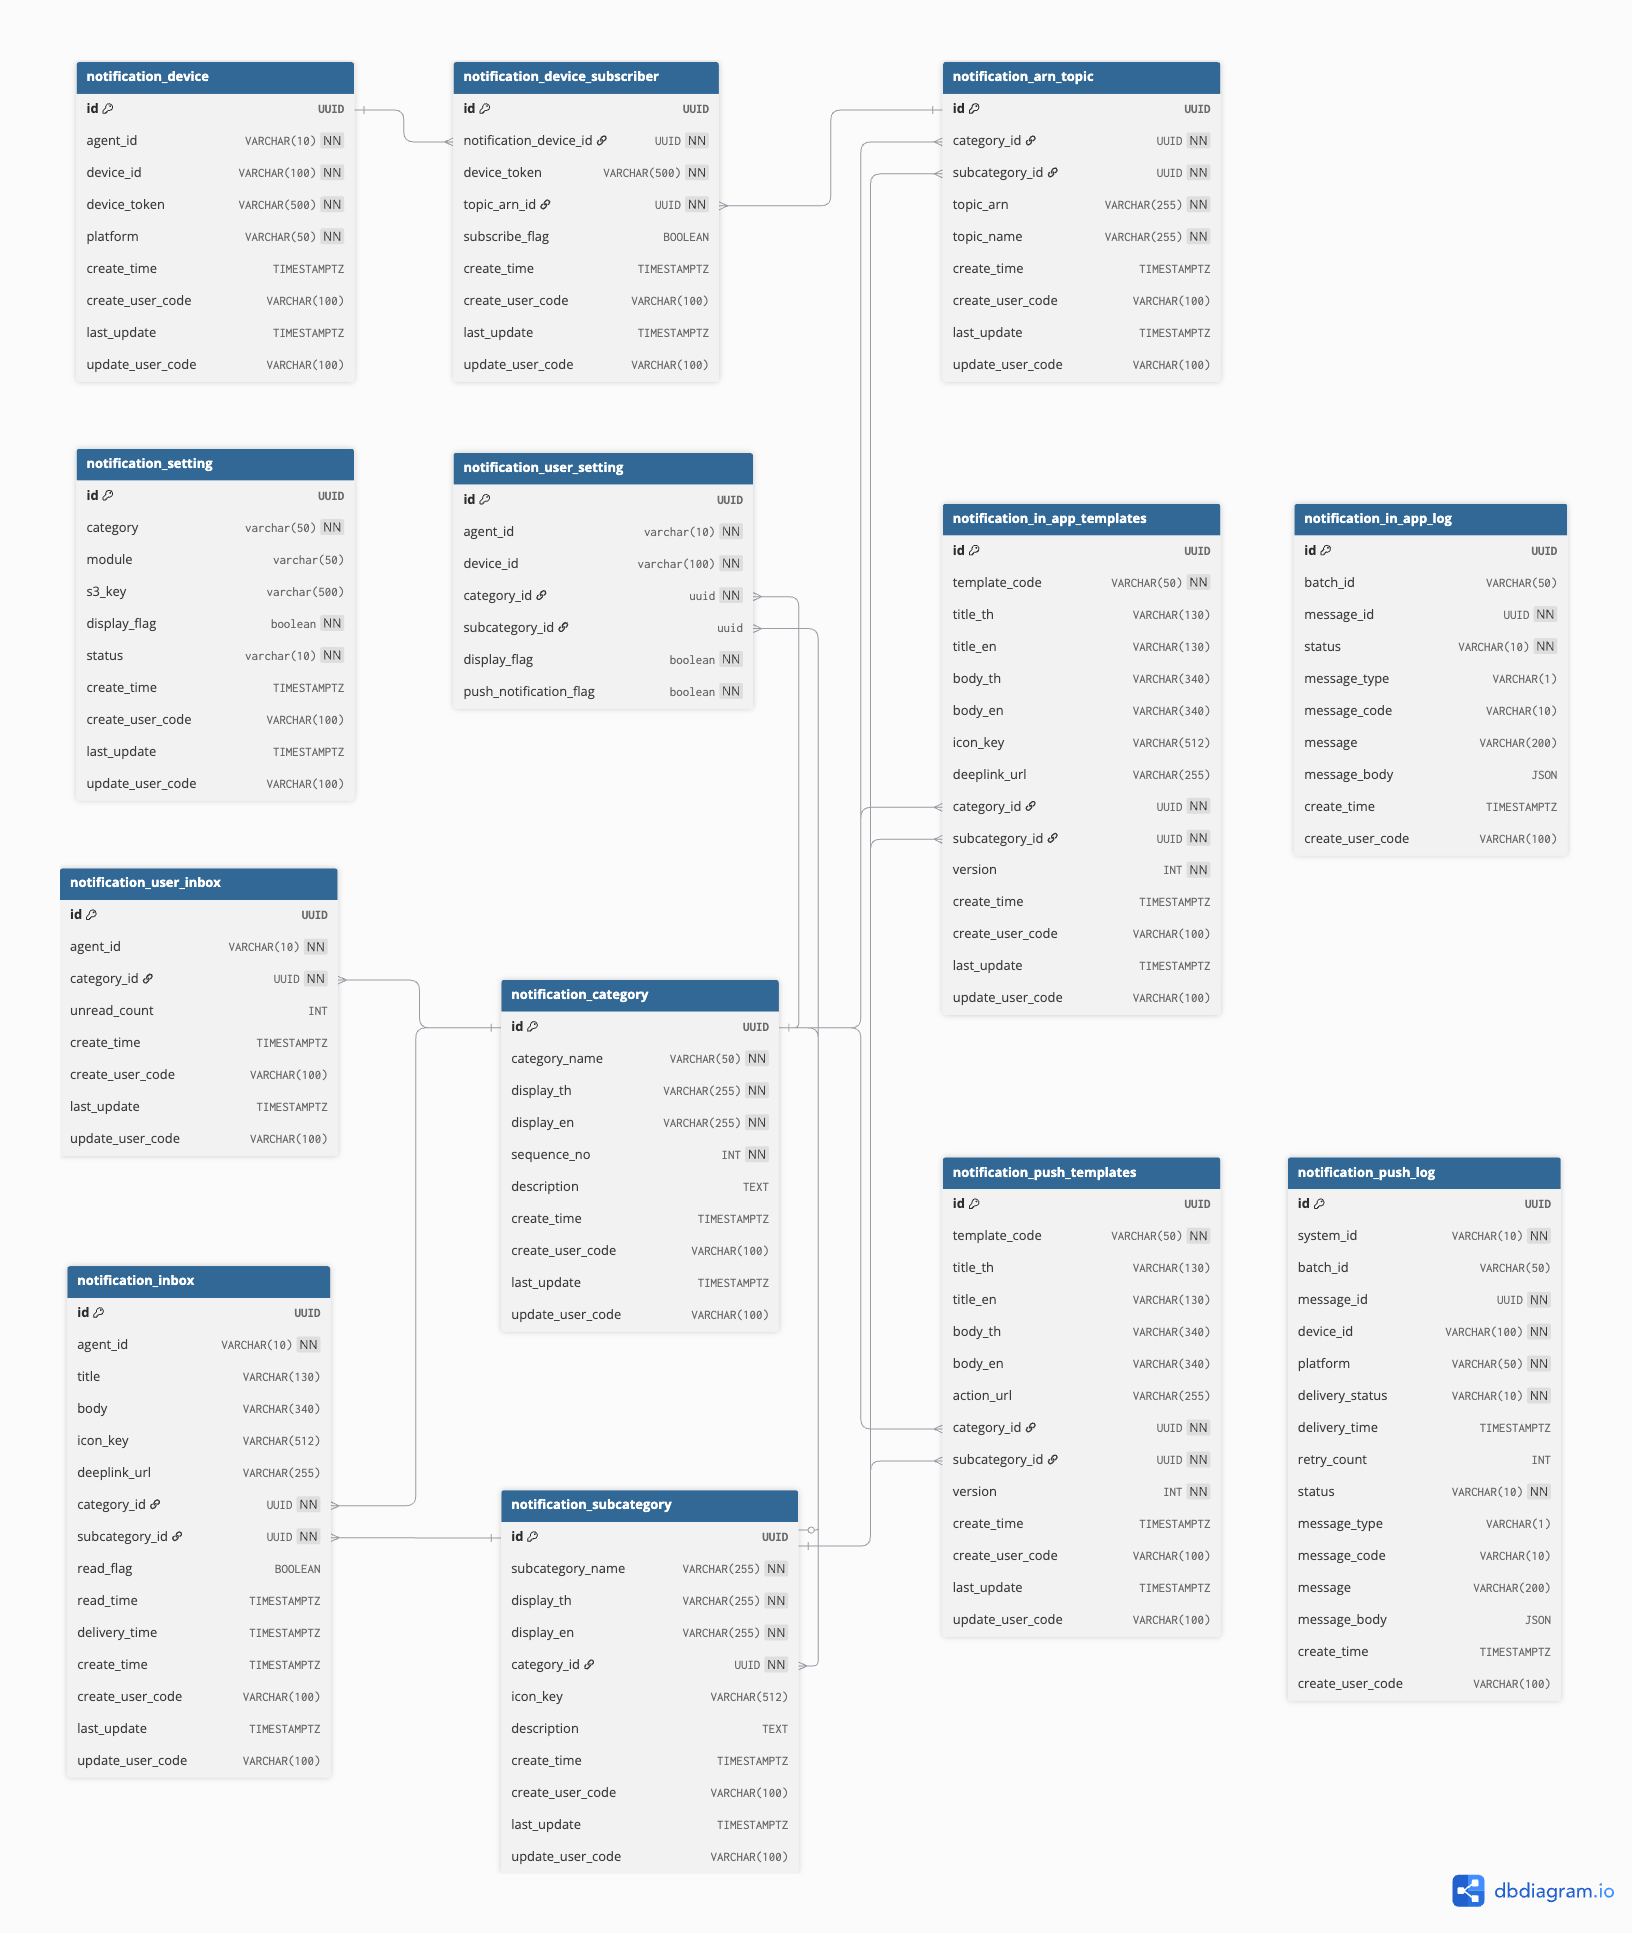 notification_device
id UUID
agent_id VARCHAR(10) NN
device_id VARCHAR(100) NN
device_token VARCHAR(500) NN
platform VARCHAR(50) NN
create_time TIMESTAMPTZ
create_user_code VARCHAR(100)
last_update TIMESTAMPTZ
update_user_code VARCHAR(100)
notification_device_subscriber
id UUID
notification_device_id UUID NN
device_token VARCHAR(500) NN
topic_arn_id UUID NN
subscribe_flag BOOLEAN
create_time TIMESTAMPTZ
create_user_code VARCHAR(100)
last_update TIMESTAMPTZ
update_user_code VARCHAR(100)
notification_arn_topic
id UUID
category_id UUID NN
subcategory_id UUID NN
topic_arn VARCHAR(255) NN
topic_name VARCHAR(255) NN
create_time TIMESTAMPTZ
create_user_code VARCHAR(100)
last_update TIMESTAMPTZ
update_user_code VARCHAR(100)
notification_setting
id UUID
category varchar(50) NN
module varchar(50)
s3_key varchar(500)
display_flag boolean NN
status varchar(10) NN
create_time TIMESTAMPTZ
create_user_code VARCHAR(100)
last_update TIMESTAMPTZ
update_user_code VARCHAR(100)
notification_user_setting
id UUID
agent_id varchar(10) NN
device_id varchar(100) NN
category_id uuid NN
subcategory_id uuid
display_flag boolean NN
push_notification_flag boolean NN
notification_in_app_templates
id UUID
template_code VARCHAR(50) NN
title_th VARCHAR(130)
title_en VARCHAR(130)
body_th VARCHAR(340)
body_en VARCHAR(340)
icon_key VARCHAR(512)
deeplink_url VARCHAR(255)
category_id UUID NN
subcategory_id UUID NN
version INT NN
create_time TIMESTAMPTZ
create_user_code VARCHAR(100)
last_update TIMESTAMPTZ
update_user_code VARCHAR(100)
notification_in_app_log
id UUID
batch_id VARCHAR(50)
message_id UUID NN
status VARCHAR(10) NN
message_type VARCHAR(1)
message_code VARCHAR(10)
message VARCHAR(200)
message_body JSON
create_time TIMESTAMPTZ
create_user_code VARCHAR(100)
notification_user_inbox
id UUID
agent_id VARCHAR(10) NN
category_id UUID NN
unread_count INT
create_time TIMESTAMPTZ
create_user_code VARCHAR(100)
last_update TIMESTAMPTZ
update_user_code VARCHAR(100)
notification_category
id UUID
category_name VARCHAR(50) NN
display_th VARCHAR(255) NN
display_en VARCHAR(255) NN
sequence_no INT NN
description TEXT
create_time TIMESTAMPTZ
create_user_code VARCHAR(100)
last_update TIMESTAMPTZ
update_user_code VARCHAR(100)
notification_push_templates
id UUID
template_code VARCHAR(50) NN
title_th VARCHAR(130)
title_en VARCHAR(130)
body_th VARCHAR(340)
body_en VARCHAR(340)
action_url VARCHAR(255)
category_id UUID NN
subcategory_id UUID NN
version INT NN
create_time TIMESTAMPTZ
create_user_code VARCHAR(100)
last_update TIMESTAMPTZ
update_user_code VARCHAR(100)
notification_push_log
id UUID
system_id VARCHAR(10) NN
batch_id VARCHAR(50)
message_id UUID NN
device_id VARCHAR(100) NN
platform VARCHAR(50) NN
delivery_status VARCHAR(10) NN
delivery_time TIMESTAMPTZ
retry_count INT
status VARCHAR(10) NN
message_type VARCHAR(1)
message_code VARCHAR(10)
message VARCHAR(200)
message_body JSON
create_time TIMESTAMPTZ
create_user_code VARCHAR(100)
notification_inbox
id UUID
agent_id VARCHAR(10) NN
title VARCHAR(130)
body VARCHAR(340)
icon_key VARCHAR(512)
deeplink_url VARCHAR(255)
category_id UUID NN
subcategory_id UUID NN
read_flag BOOLEAN
read_time TIMESTAMPTZ
delivery_time TIMESTAMPTZ
create_time TIMESTAMPTZ
create_user_code VARCHAR(100)
last_update TIMESTAMPTZ
update_user_code VARCHAR(100)
notification_subcategory
id UUID
subcategory_name VARCHAR(255) NN
display_th VARCHAR(255) NN
display_en VARCHAR(255) NN
category_id UUID NN
icon_key VARCHAR(512)
description TEXT
create_time TIMESTAMPTZ
create_user_code VARCHAR(100)
last_update TIMESTAMPTZ
update_user_code VARCHAR(100)
dbdiagram.io